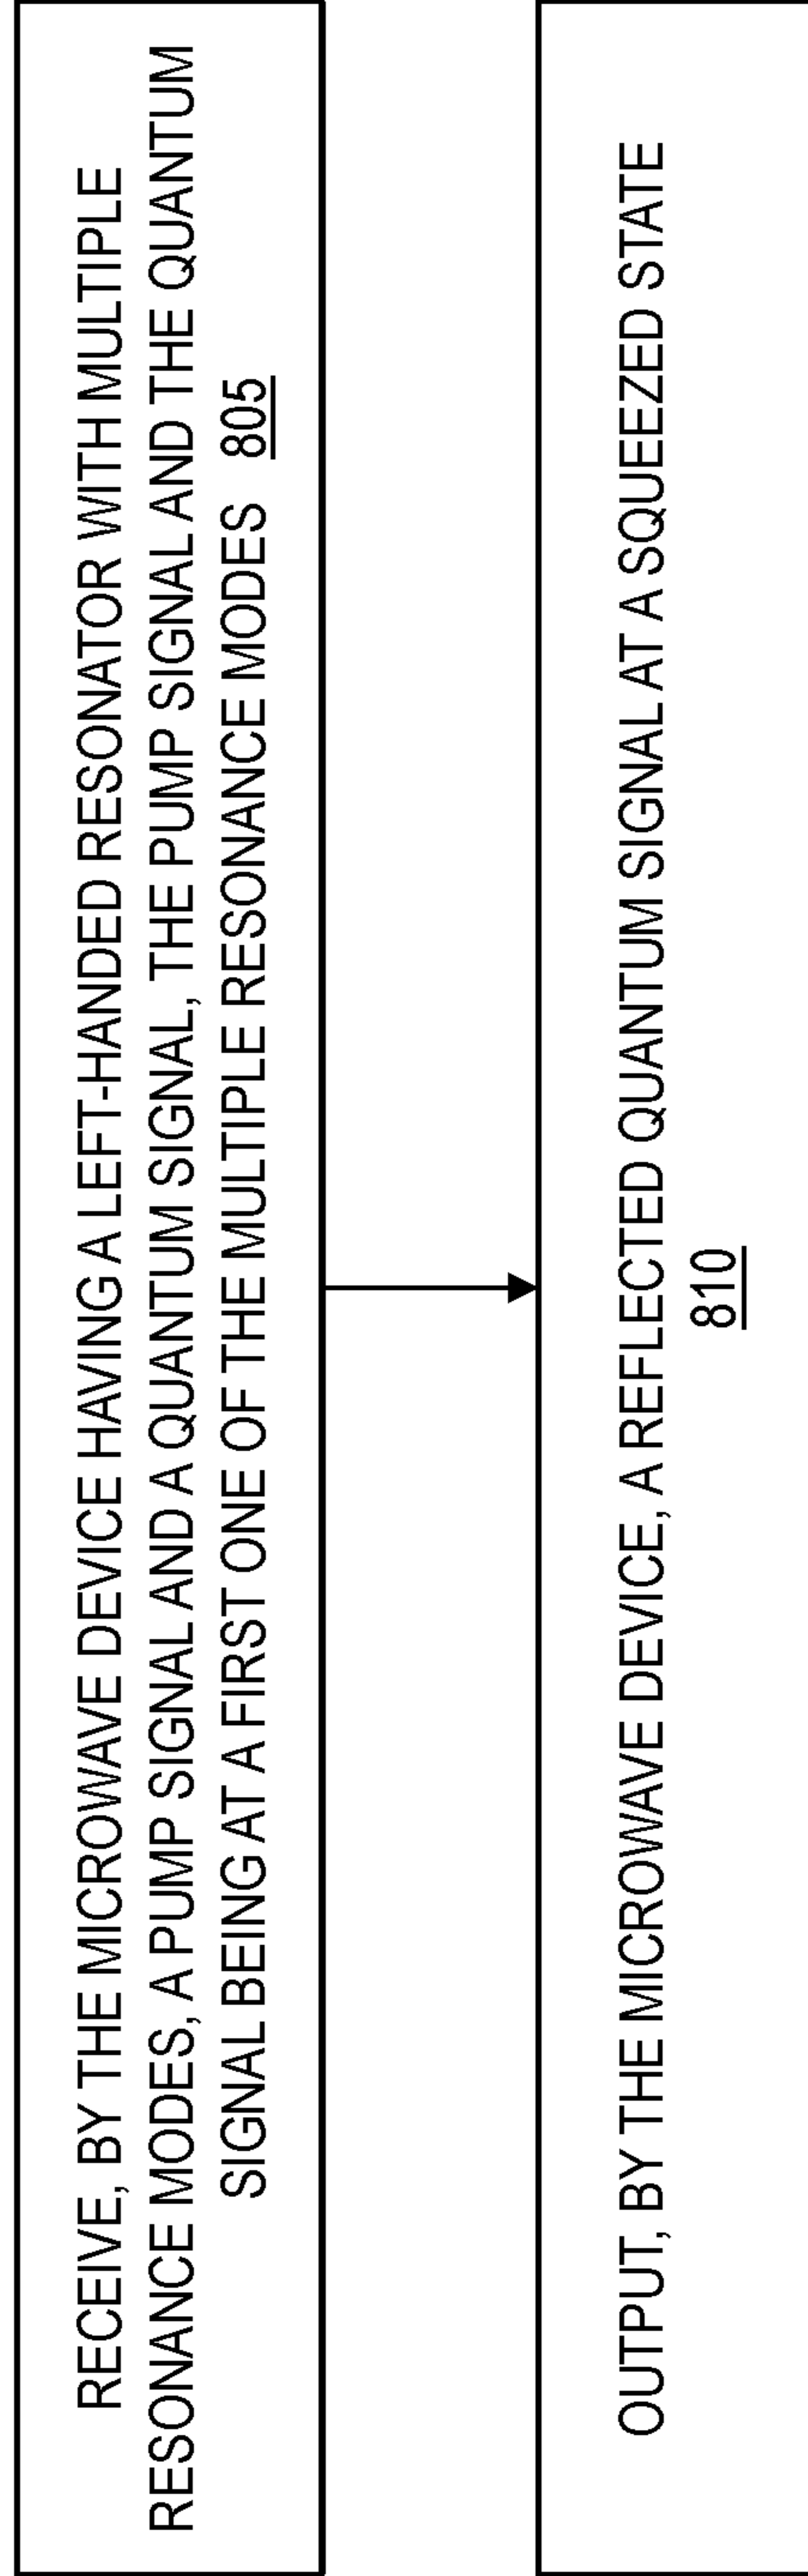 RECEIVE, BY THE MICROWAVE DEVICE HAVING A LEFT-HANDED RESONATOR WITH MULTIPLE
RESONANCE MODES, A PUMP SIGNAL AND A QUANTUM SIGNAL, THE PUMP SIGNAL AND THE QUANTUM
SIGNAL BEING AT A FIRST ONE OF THE MULTIPLE RESONANCE MODES 805
OUTPUT, BY THE MICROWAVE DEVICE, A REFLECTED QUANTUM SIGNAL AT A SQUEEZED STATE
810